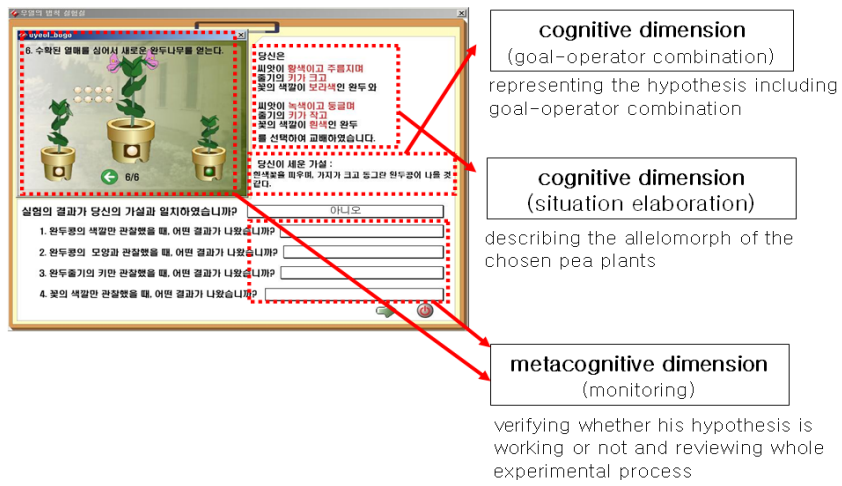 우열의 법칙 실험실
uyeul_bogo
6. 수확된 열매를 심어서 새로운 완두나무를 얻는다.
6/6
당신은
씨앗이 황색이고 주름지며
줄기의 키가 크고
꽃의 색깔이 보라색인 완두 와
씨앗이 녹색이고 둥글며
줄기의 키가 작고
꽃의 색깔이 흰색인 완두
를 선택하여 교배하였습니다.
당신이 세운 가설 :
흰색꽃을 피우며, 가지가 크고 둥그란 완두콩이 나올 것
같다.
실험의 결과가 당신의 가설과 일치하였습니까?
아니오
1. 완두콩의 색깔만 관찰했을 때, 어떤 결과가 나왔습니까?
2. 완두콩의 모양과 관찰했을 때, 어떤 결과가 나왔습니까?
3. 완두줄기의 키만 관찰했을 때, 어떤 결과가 나왔습니까?
4. 꽃의 색깔만 관찰했을 때, 어떤 결과가 나왔습니까?
cognitive dimension
(goal-operator combination)
representing the hypothesis including
goal-operator combination
cognitive dimension
(situation elaboration)
describing the allelomorph of the
chosen pea plants
metacognitive dimension
(monitoring)
verifying whether his hypothesis is
working or not and reviewing whole
experimental process